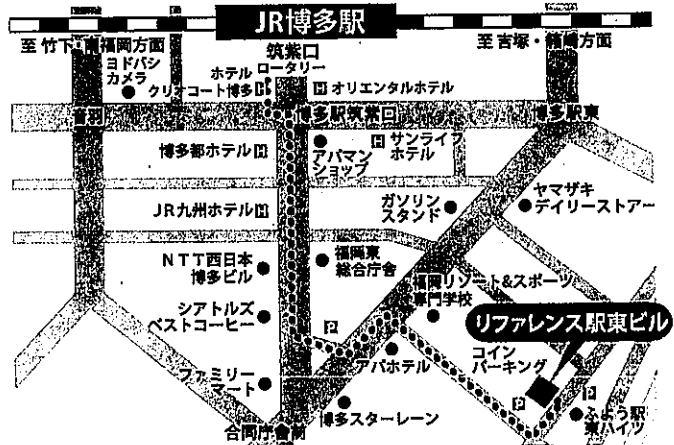 JR博多駅
至 竹下・南福岡方面
筑紫口
至 吉塚・箱崎方面
ヨドバシ
カメラ
ホテル
クリオコート博多 H
ロータリー
H オリエンタルホテル
音羽
博多駅筑紫口
博多駅東
博多都ホテル H
アパマン
ショップ
H サンライフ
ホテル
JR九州ホテル H
ガソリン
スタンド
ヤマザキ
デイリーストアー
NTT西日本
博多ビル
福岡東
総合庁舎
福岡リゾート&スポーツ
専門学校
シアトルズ
ベストコーヒー
P
リファレンス駅東ビル
アパホテル
コイン
パーキング
ファミリー
マート
P
P
博多スターレーン
ふよう駅
東ハイツ
合同庁舎前